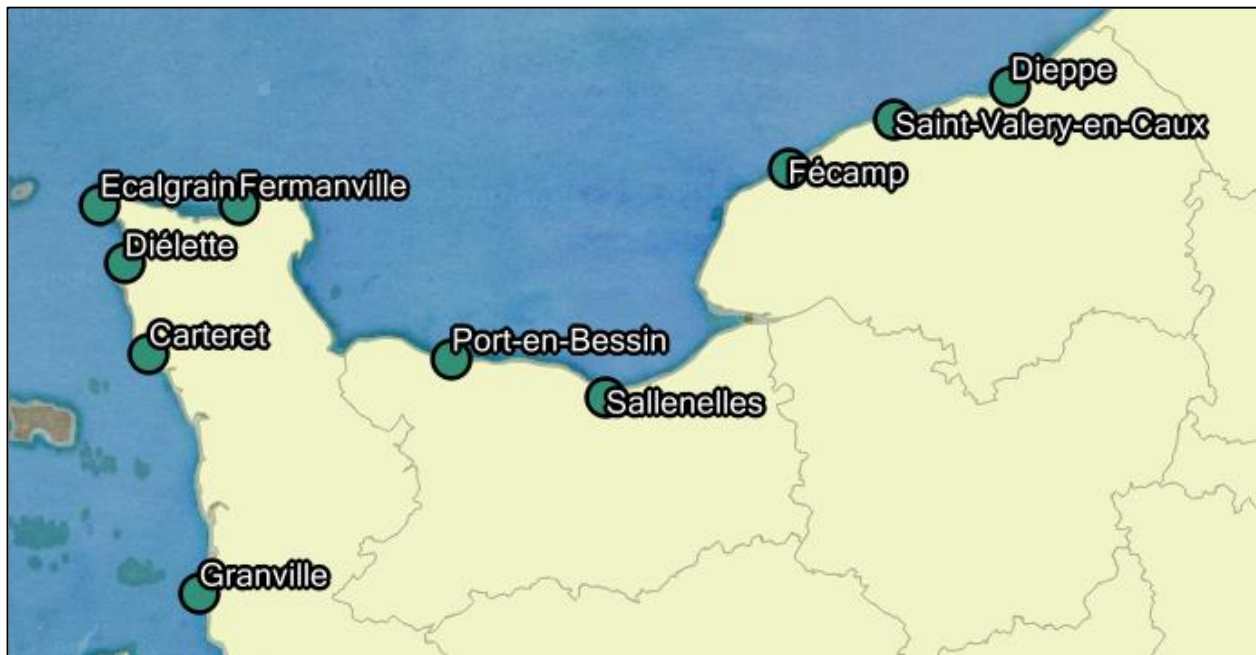 Dieppe
Saint-Valery-en-Caux
Fécamp
Ecalgrain
Fermanville
Diélette
Carteret
Port-en-Bessin
Sallenelles
Granville